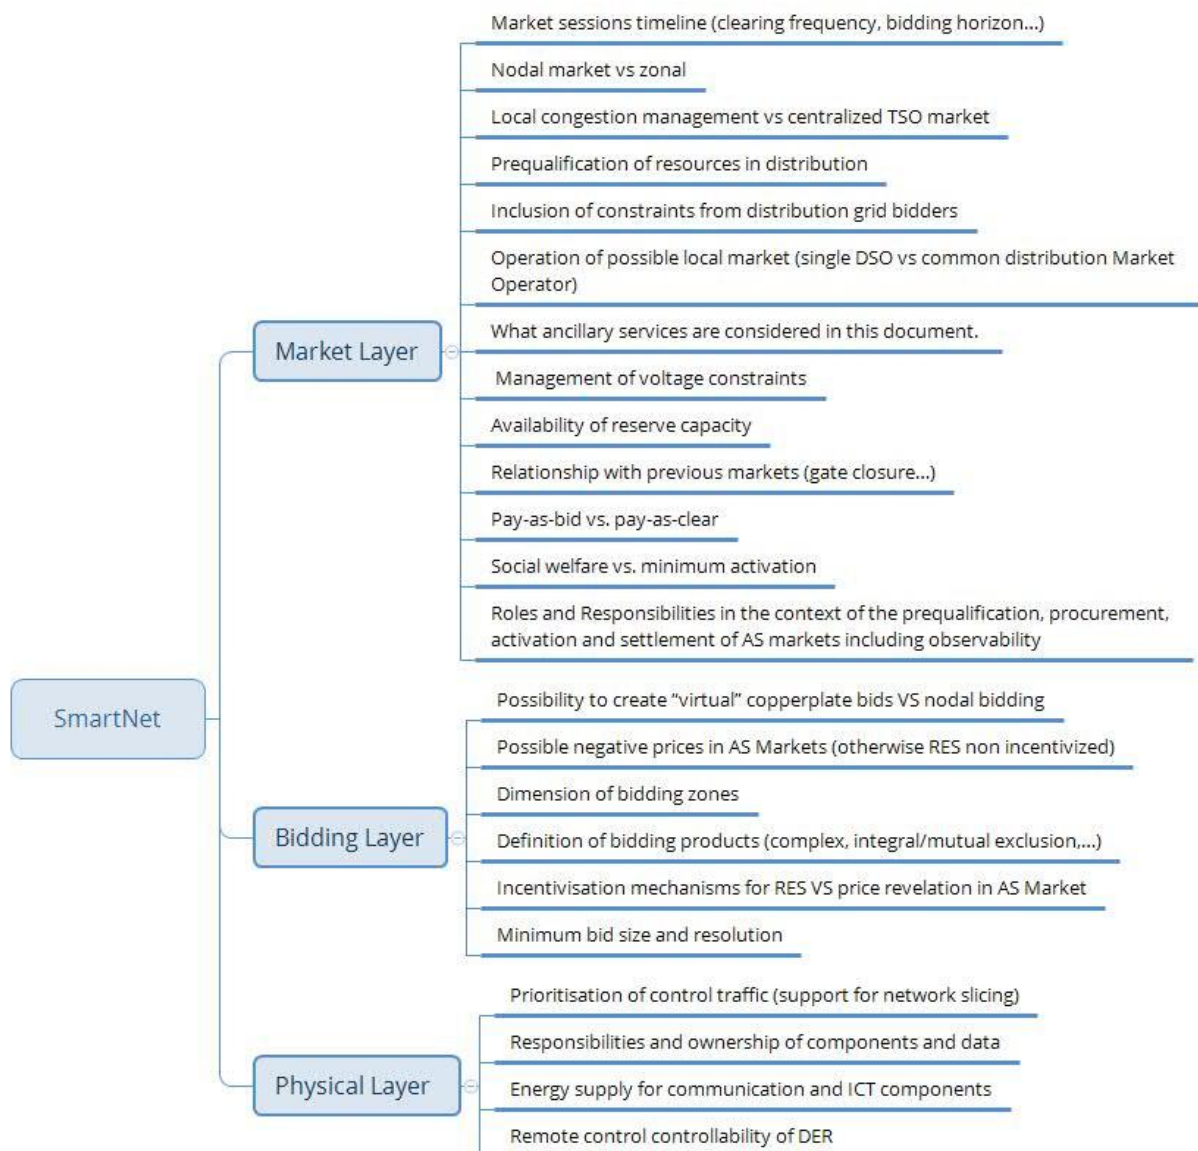 Market sessions timeline (clearing frequency, bidding horizon...)
Nodal market vs zonal
Local congestion management vs centralized TSO market
Prequalification of resources in distribution
Inclusion of constraints from distribution grid bidders
Operation of possible local market (single DSO vs common distribution Market
Operator)
Market Layer
What ancillary services are considered in this document.
Management of voltage constraints
Availability of reserve capacity
Relationship with previous markets (gate closure...)
Pay-as-bid vs. pay-as-clear
Social welfare vs. minimum activation
Roles and Responsibilities in the context of the prequalification, procurement,
activation and settlement of AS markets including observability
SmartNet
Possibility to create “virtual” copperplate bids VS nodal bidding
Possible negative prices in AS Markets (otherwise RES non incentivized)
Dimension of bidding zones
Bidding Layer
Definition of bidding products (complex, integral/mutual exclusion,...)
Incentivisation mechanisms for RES VS price revelation in AS Market
Minimum bid size and resolution
Prioritisation of control traffic (support for network slicing)
Responsibilities and ownership of components and data
Physical Layer
Energy supply for communication and ICT components
Remote control controllability of DER